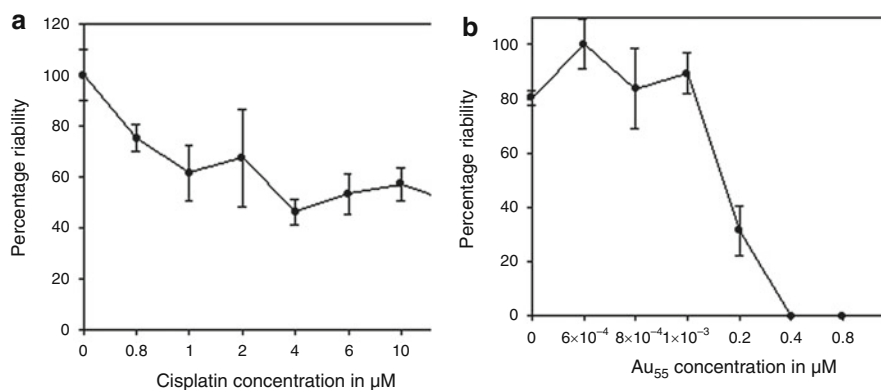 a
120
100
80
60
40
20
0
Percentage riability
0 0.8 1 2 4 6 10
Cisplatin concentration in µM
b
100
80
60
40
20
0
Percentage riability
0 6×10⁻⁴ 8×10⁻⁴ 1×10⁻³ 0.2 0.4 0.8
Au₅₅ concentration in µM